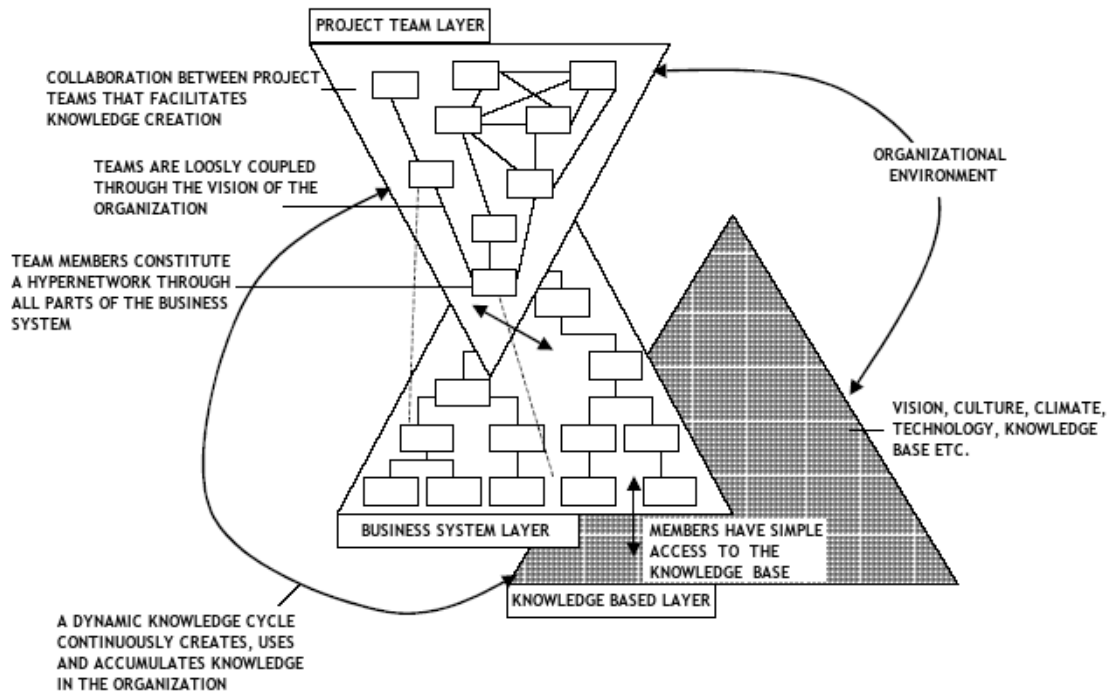 PROJECT TEAM LAYER
COLLABORATION BETWEEN PROJECT
TEAMS THAT FACILITATES
KNOWLEDGE CREATION
TEAMS ARE LOOSLY COUPLED
THROUGH THE VISION OF THE
ORGANIZATION
ORGANIZATIONAL
ENVIRONMENT
TEAM MEMBERS CONSTITUTE
A HYPERNETWORK THROUGH
ALL PARTS OF THE BUSINESS
SYSTEM
VISION, CULTURE, CLIMATE,
TECHNOLOGY, KNOWLEDGE
BASE ETC.
BUSINESS SYSTEM LAYER
MEMBERS HAVE SIMPLE
ACCESS TO THE
KNOWLEDGE BASE
KNOWLEDGE BASED LAYER
A DYNAMIC KNOWLEDGE CYCLE
CONTINUOUSLY CREATES, USES
AND ACCUMULATES KNOWLEDGE
IN THE ORGANIZATION